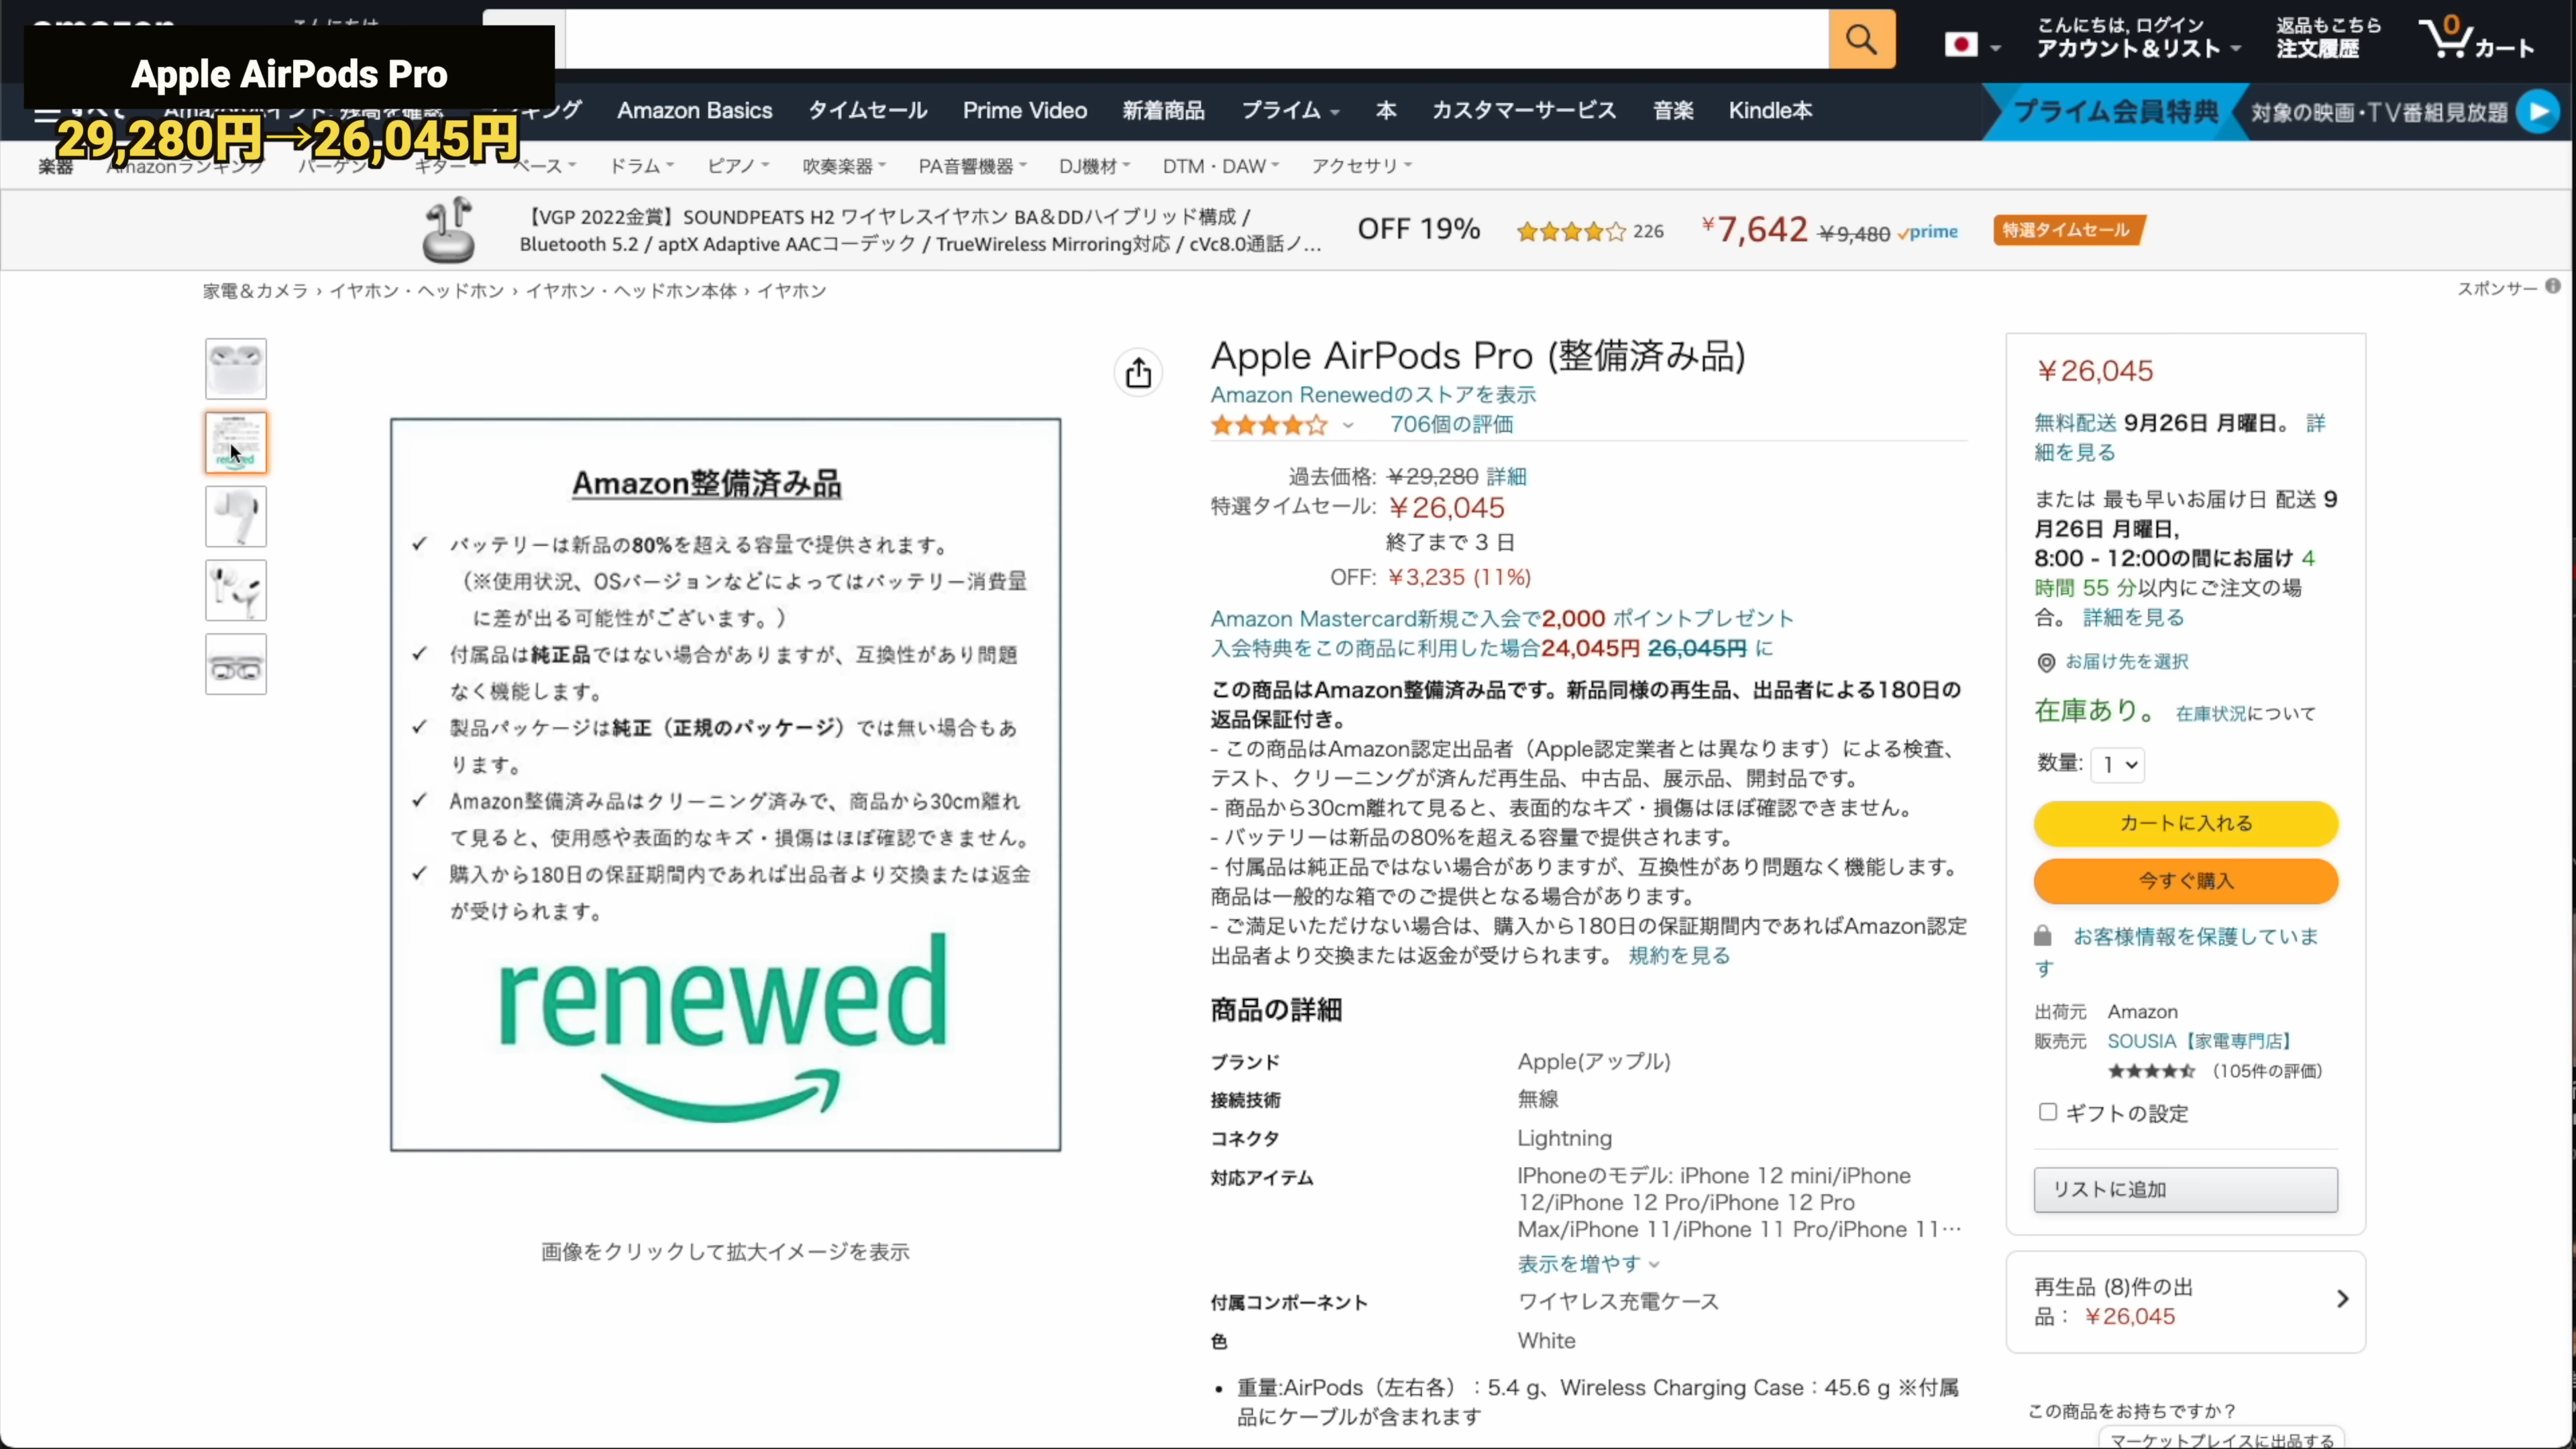 Apple AirPods Pro
29,280円→26,045円
こんにちは, ログイン
アカウント＆リスト
返品もこちら
注文履歴
0
カート
Amazon Basics
タイムセール
Prime Video
新着商品
プライム
本
カスタマーサービス
音楽
Kindle本
プライム会員特典
対象の映画・TV番組見放題
楽器
Amazonランキング
バーゲン
ギター
ベース
ドラム
ピアノ
吹奏楽器
PA音響機器
DJ機材
DTM・DAW
アクセサリ
【VGP 2022金賞】SOUNDPEATS H2 ワイヤレスイヤホン BA＆DDハイブリッド構成 /
Bluetooth 5.2 / aptX Adaptive AACコーデック / TrueWireless Mirroring対応 / cVc8.0通話ノ…
OFF 19%
226
￥7,642 ￥9,480 prime
特選タイムセール
家電＆カメラ › イヤホン・ヘッドホン › イヤホン・ヘッドホン本体 › イヤホン
スポンサー
Amazon整備済み品
✓ バッテリーは新品の80%を超える容量で提供されます。
（※使用状況、OSバージョンなどによってはバッテリー消費量
に差が出る可能性がございます。）
✓ 付属品は純正品ではない場合がありますが、互換性があり問題
なく機能します。
✓ 製品パッケージは純正（正規のパッケージ）では無い場合もあ
ります。
✓ Amazon整備済み品はクリーニング済みで、商品から30cm離れ
て見ると、使用感や表面的なキズ・損傷はほぼ確認できません。
✓ 購入から180日の保証期間内であれば出品者より交換または返金
が受けられます。
renewed
画像をクリックして拡大イメージを表示
Apple AirPods Pro (整備済み品)
Amazon Renewedのストアを表示
706個の評価
過去価格: ￥29,280 詳細
特選タイムセール: ￥26,045
終了まで 3 日
OFF: ￥3,235 (11%)
Amazon Mastercard新規ご入会で2,000 ポイントプレゼント
入会特典をこの商品に利用した場合24,045円 26,045円 に
この商品はAmazon整備済み品です。新品同様の再生品、出品者による180日の
返品保証付き。
- この商品はAmazon認定出品者（Apple認定業者とは異なります）による検査、
テスト、クリーニングが済んだ再生品、中古品、展示品、開封品です。
- 商品から30cm離れて見ると、表面的なキズ・損傷はほぼ確認できません。
- バッテリーは新品の80%を超える容量で提供されます。
- 付属品は純正品ではない場合がありますが、互換性があり問題なく機能します。
商品は一般的な箱でのご提供となる場合があります。
- ご満足いただけない場合は、購入から180日の保証期間内であればAmazon認定
出品者より交換または返金が受けられます。 規約を見る
商品の詳細
ブランド Apple(アップル)
接続技術 無線
コネクタ Lightning
対応アイテム IPhoneのモデル: iPhone 12 mini/iPhone
12/iPhone 12 Pro/iPhone 12 Pro
Max/iPhone 11/iPhone 11 Pro/iPhone 11…
表示を増やす
付属コンポーネント ワイヤレス充電ケース
色 White
• 重量:AirPods（左右各）：5.4 g、Wireless Charging Case：45.6 g ※付属
品にケーブルが含まれます
￥26,045
無料配送 9月26日 月曜日。 詳
細を見る
または 最も早いお届け日 配送 9
月26日 月曜日,
8:00 - 12:00の間にお届け 4
時間 55 分以内にご注文の場
合。 詳細を見る
お届け先を選択
在庫あり。 在庫状況について
数量: 1
カートに入れる
今すぐ購入
お客様情報を保護していま
す
出荷元 Amazon
販売元 SOUSIA【家電専門店】
（105件の評価）
ギフトの設定
リストに追加
再生品 (8)件の出
品： ￥26,045
この商品をお持ちですか？
マーケットプレイスに出品する